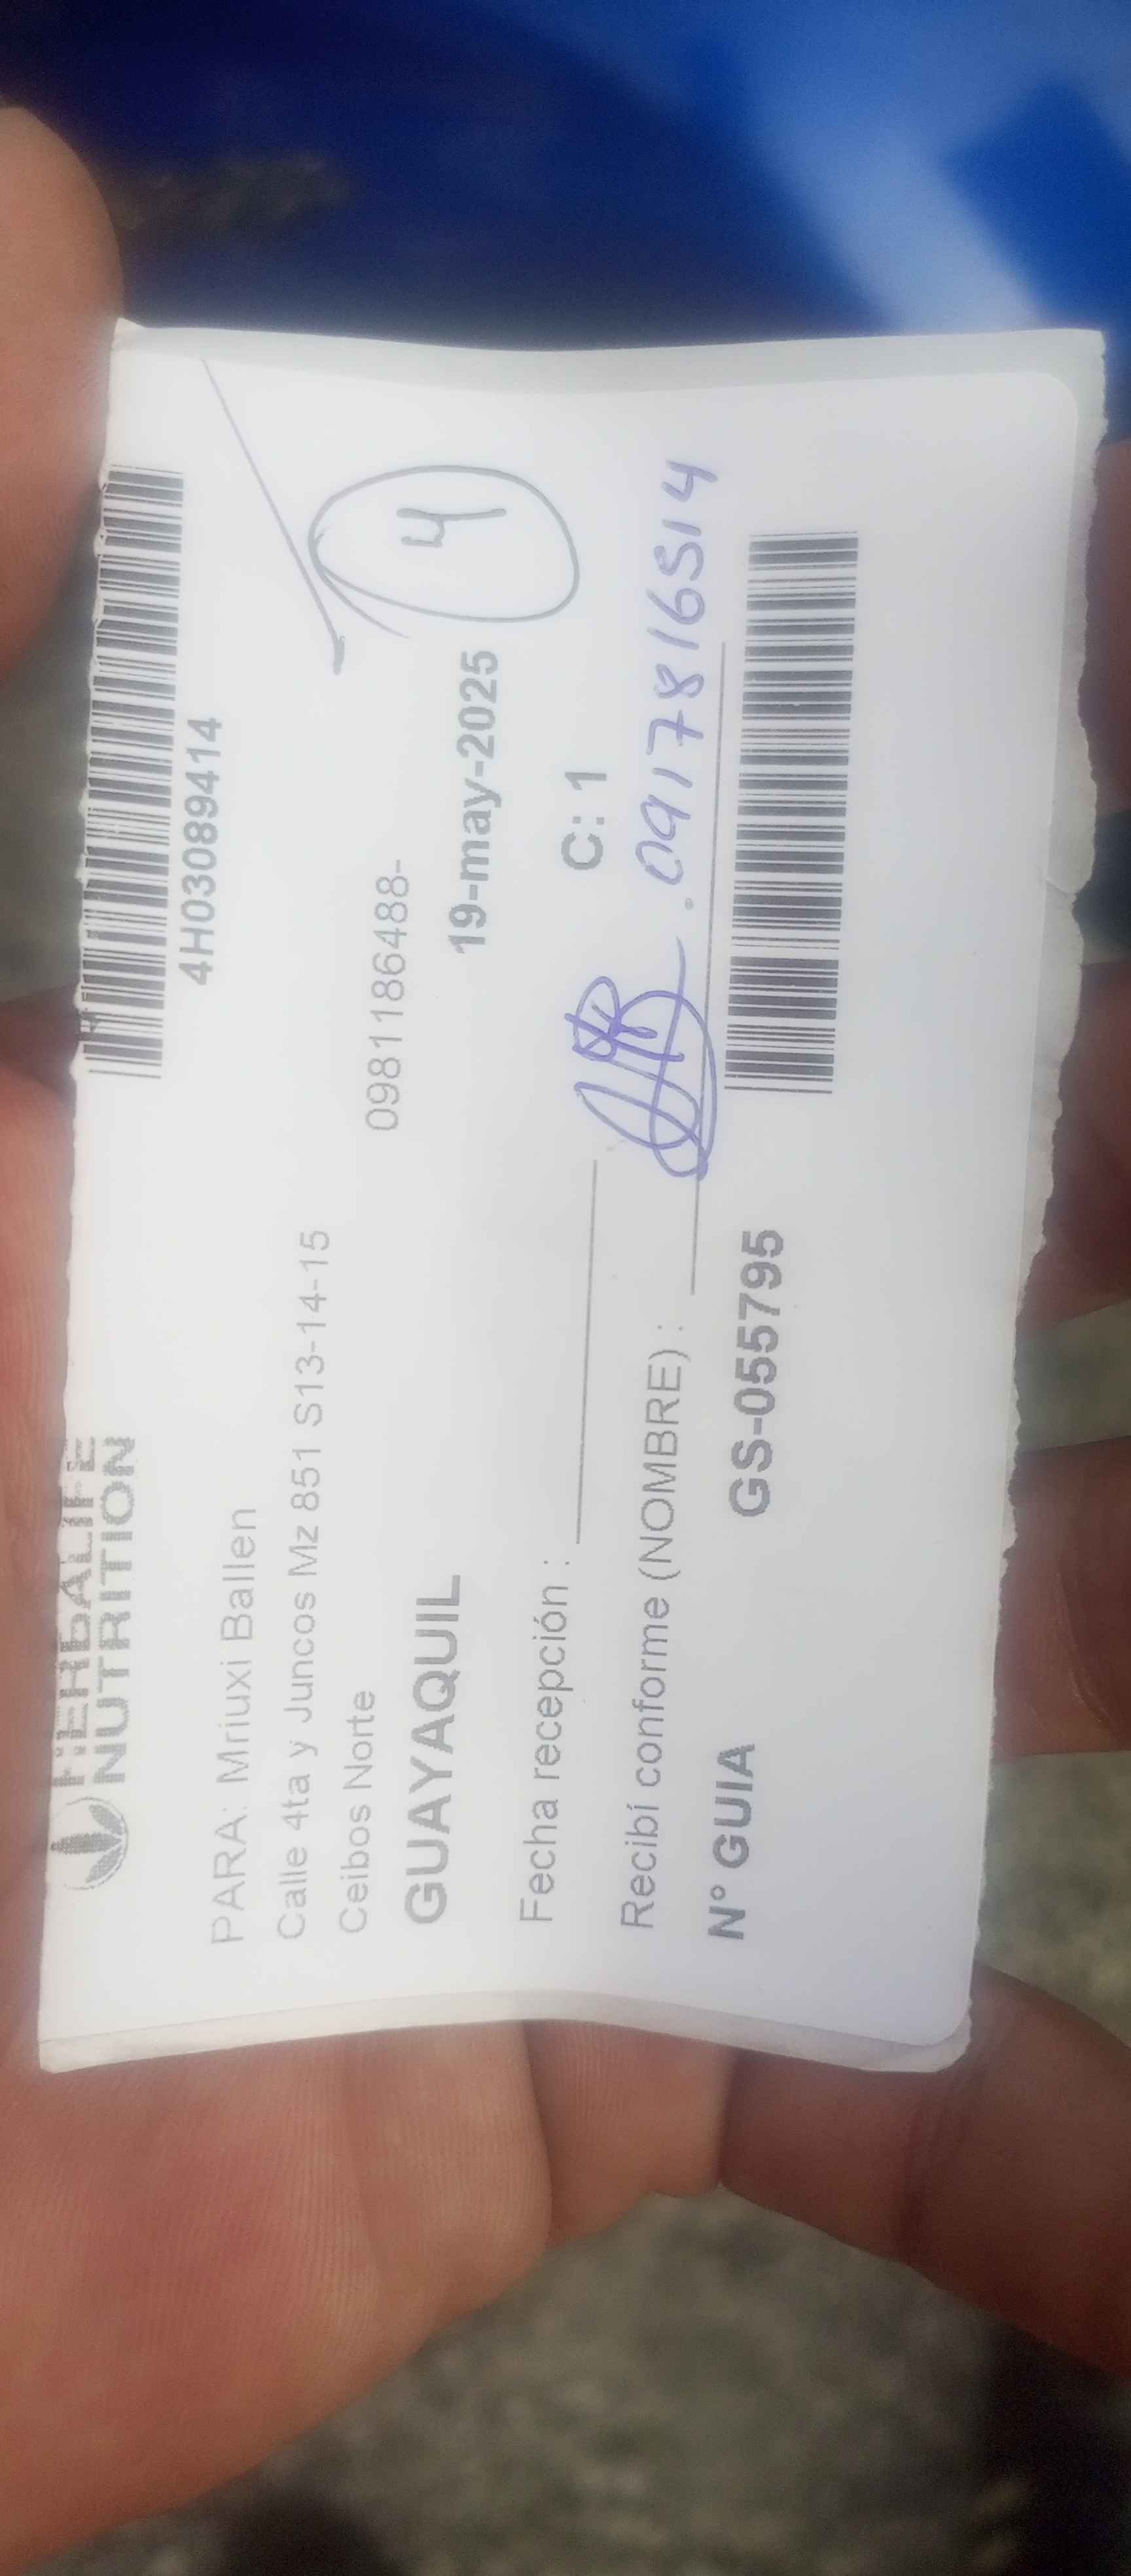 HERBALIFE
NUTRITION
4H03089414
PARA: Mriuxi Ballen
Calle 4ta y Juncos Mz 851 S13-14-15
Ceibos Norte
0981186488-
GUAYAQUIL
19-may-2025
4
Fecha recepción :
C: 1
Recibí conforme (NOMBRE) :
. 0917816514
N° GUIA
GS-055795